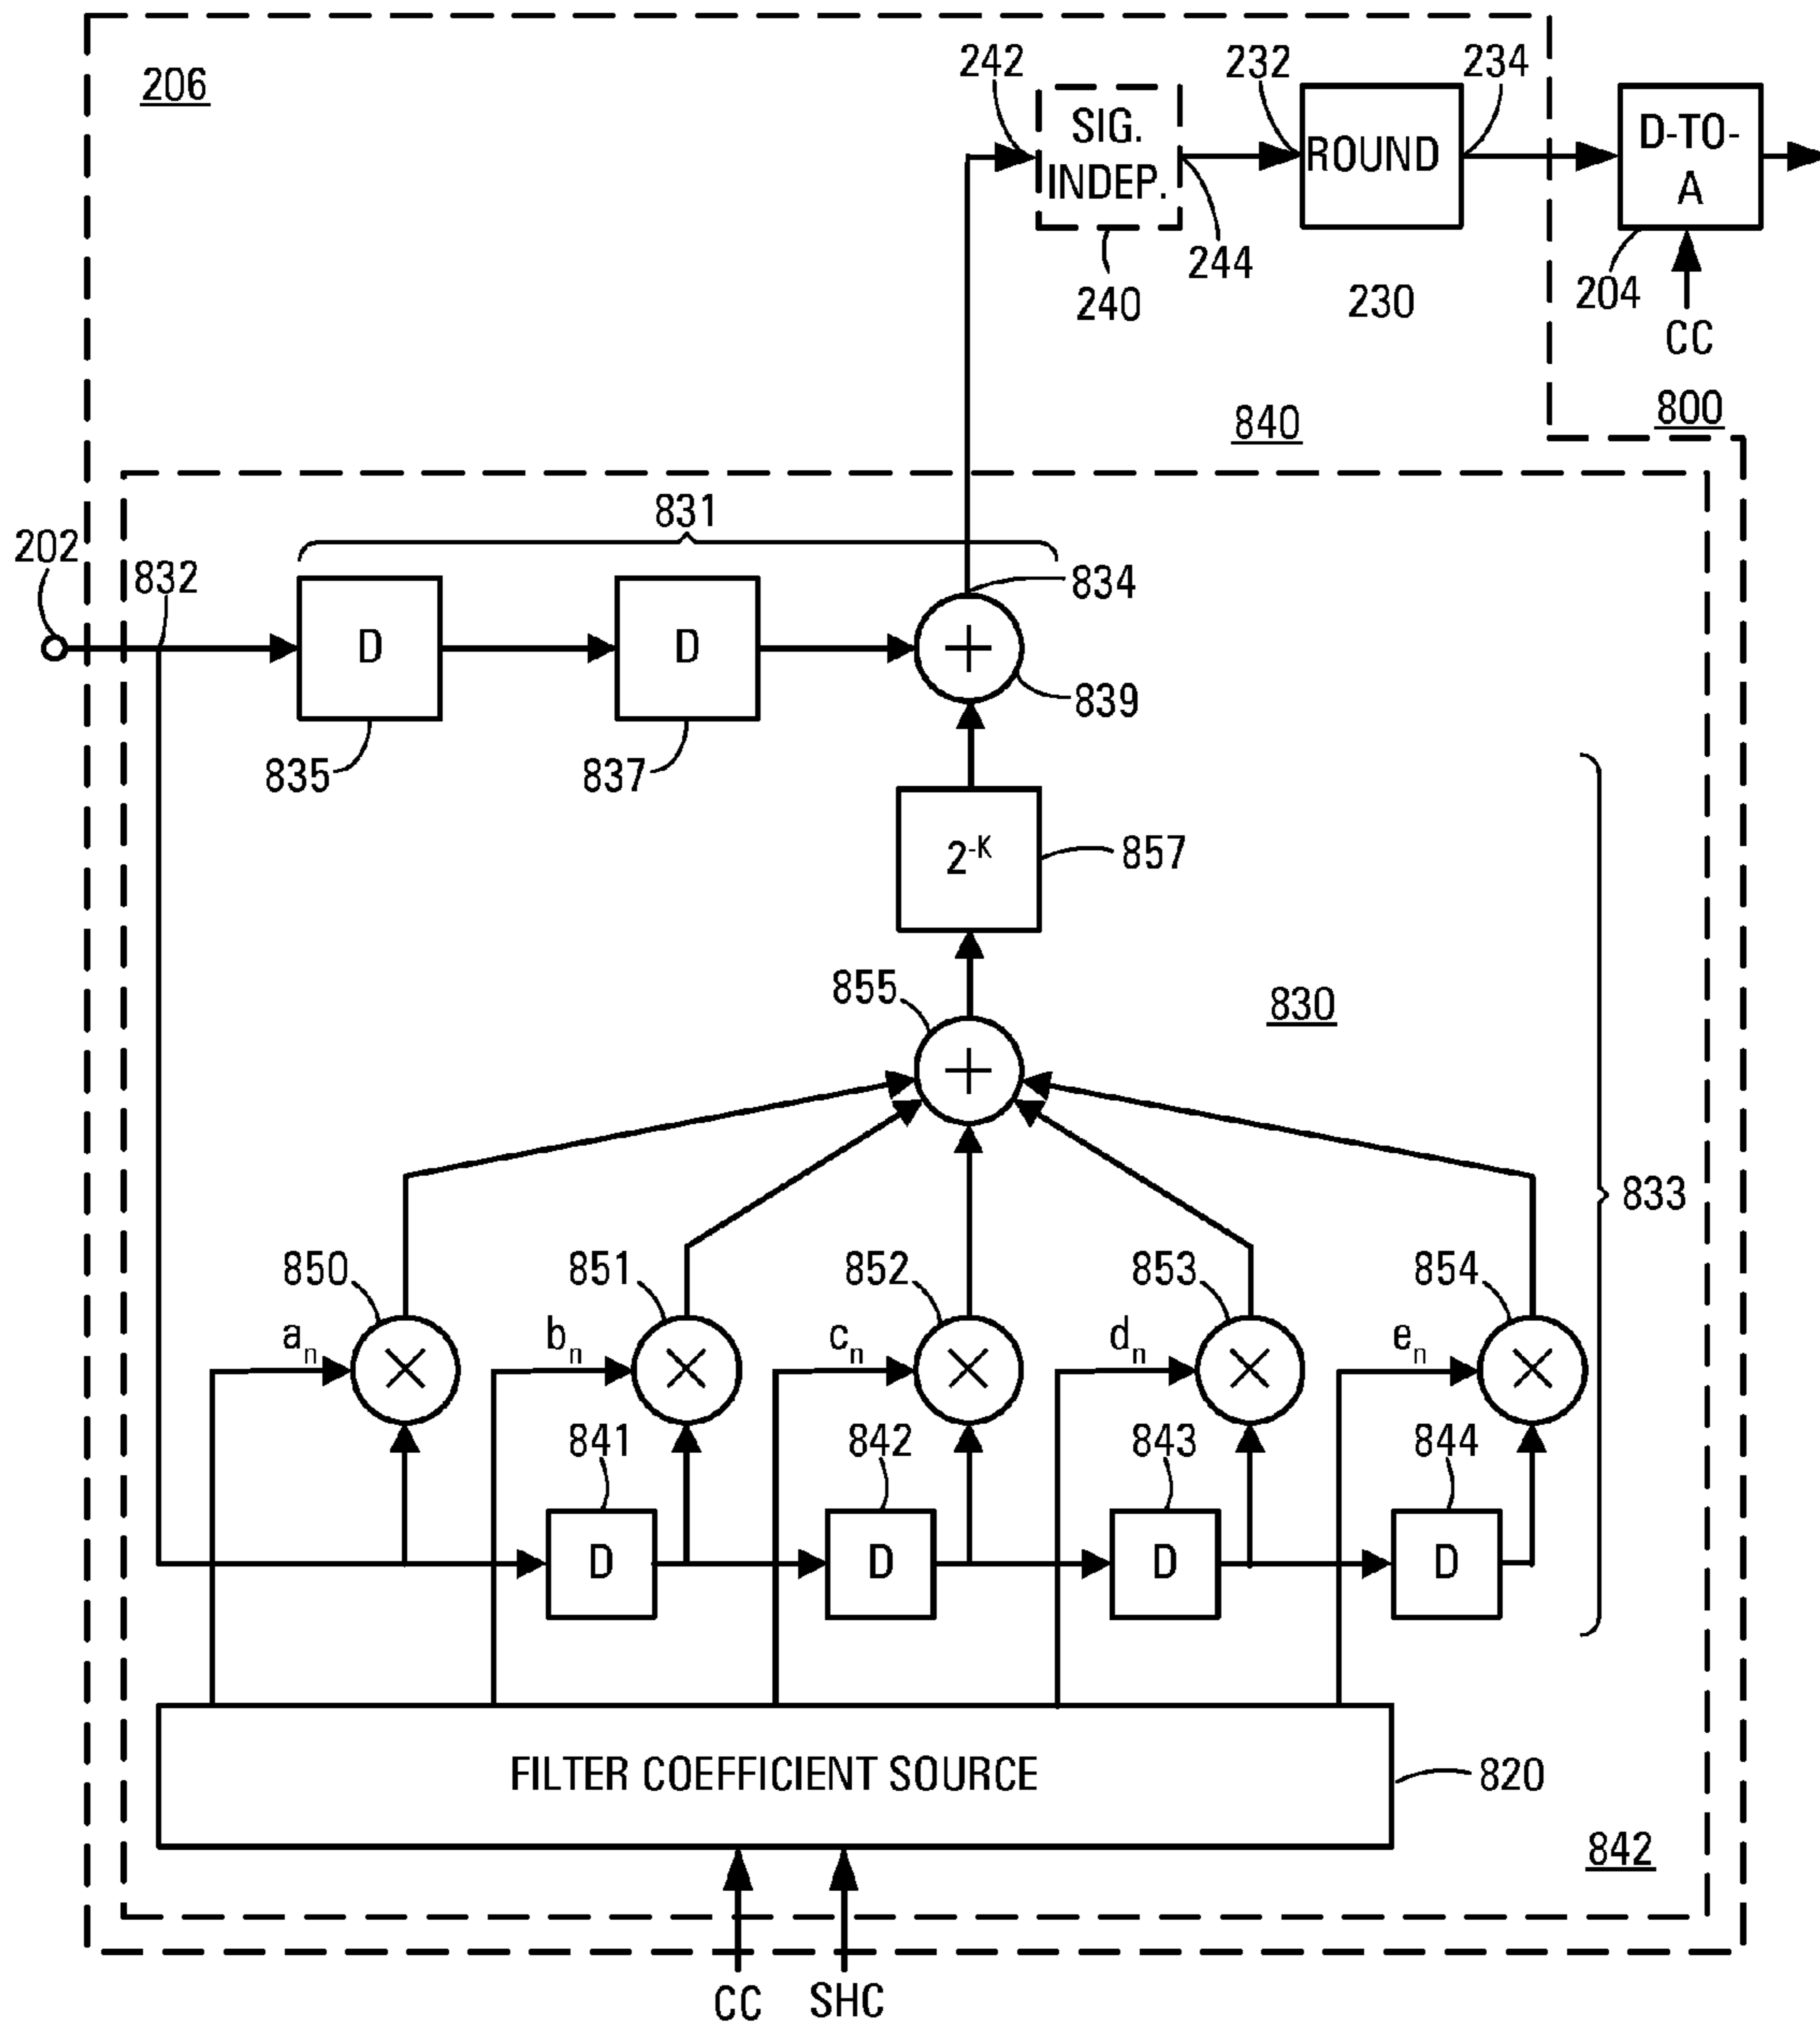 206
242
232
234
SIG.
INDEP.
ROUND
D-TO-
A
240
244
230
204
CC
840
800
831
202
832
834
D
D
+
839
835
837
2-K
857
855
830
+
833
850
851
852
853
854
an
bn
cn
dn
en
×
×
×
×
×
841
842
843
844
D
D
D
D
FILTER COEFFICIENT SOURCE
820
842
CC
SHC